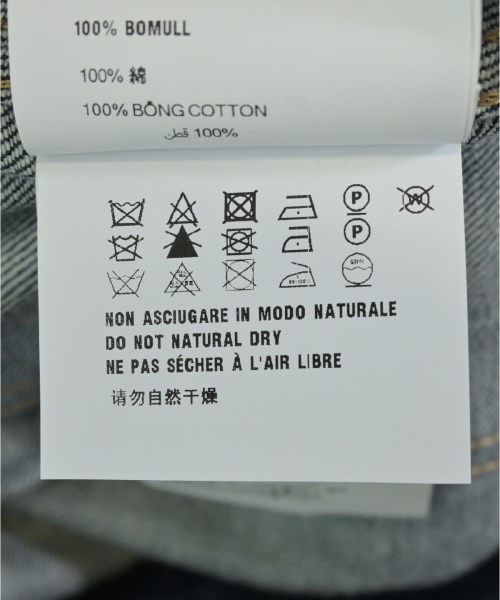 100% BOMULL
100% 綿
100% BÔNG COTTON
100% قطن
P
W
P
NON ASCIUGARE IN MODO NATURALE
DO NOT NATURAL DRY
NE PAS SÉCHER À L'AIR LIBRE
请勿自然干燥